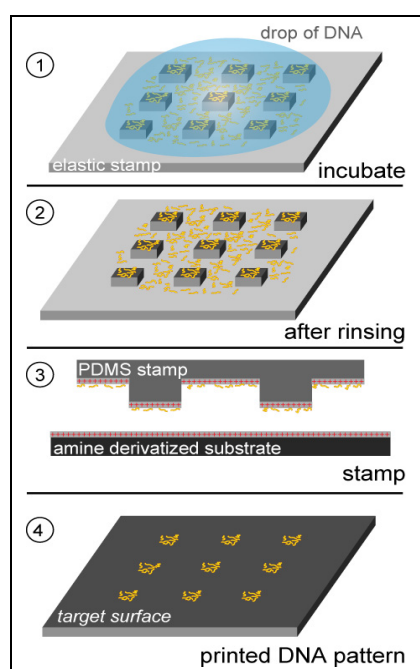 drop of DNA
1
elastic stamp
incubate
2
after rinsing
3
PDMS stamp
amine derivatized substrate
stamp
4
target surface
printed DNA pattern